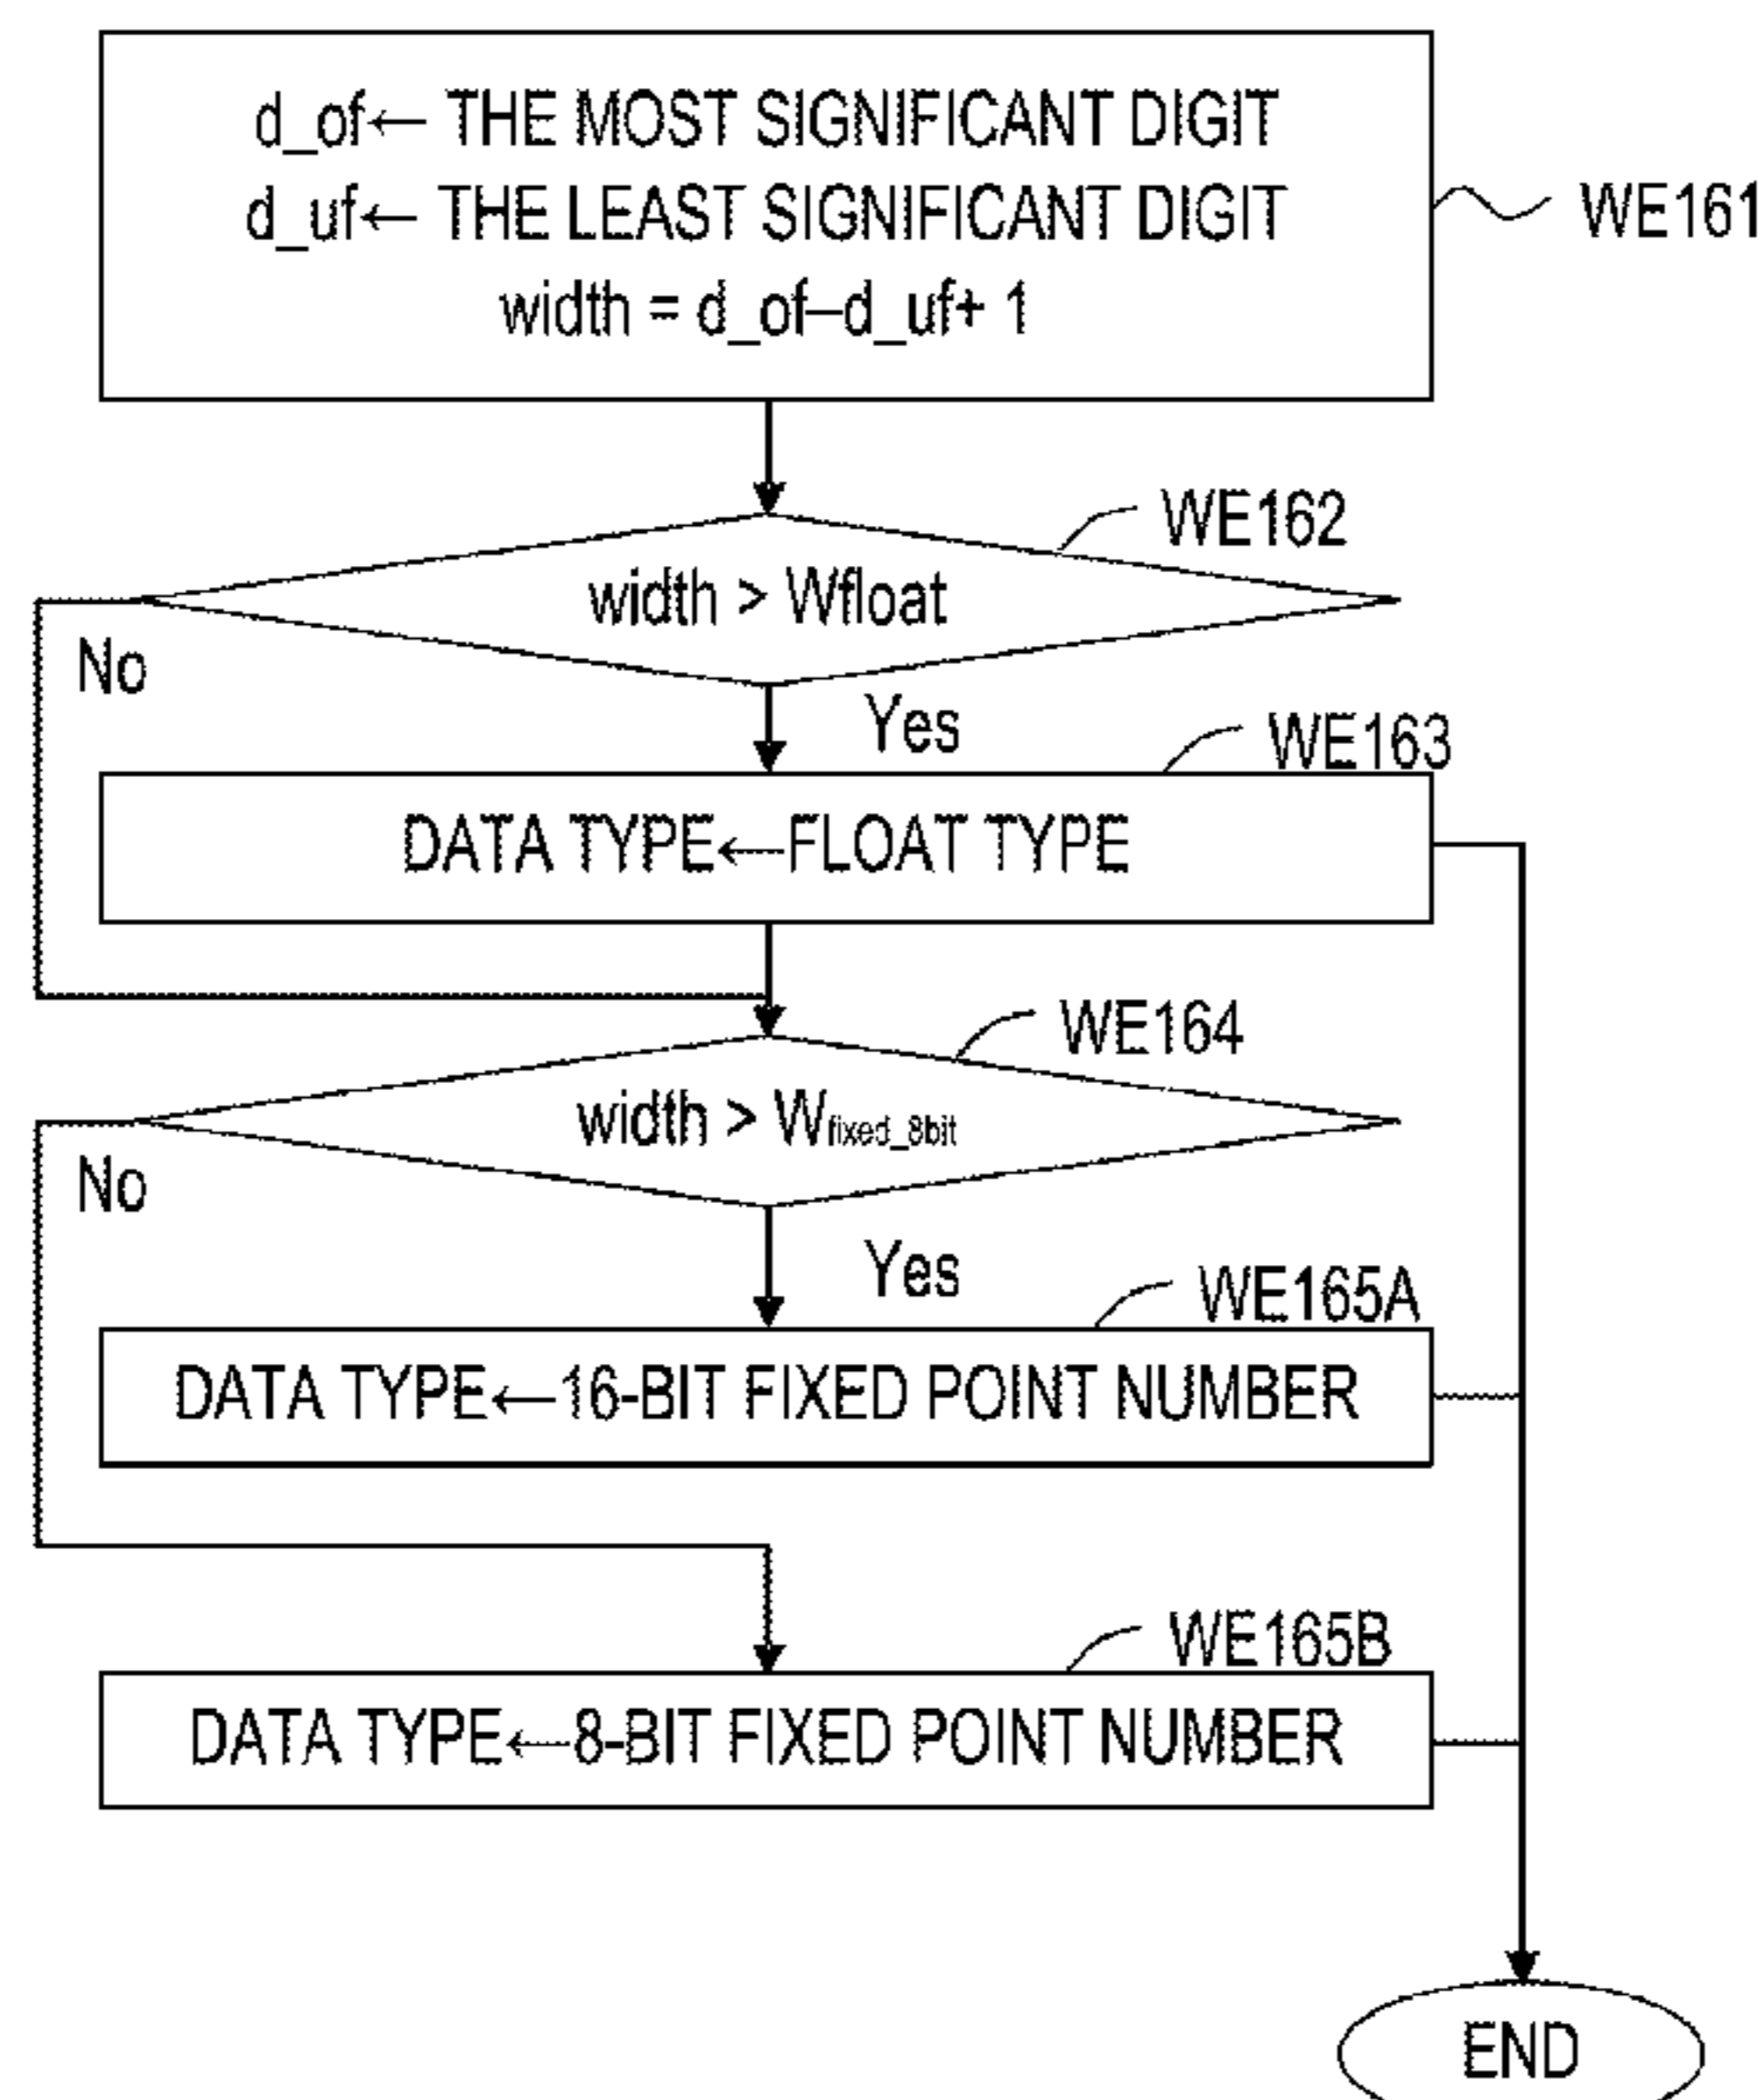 d_of← THE MOST SIGNIFICANT DIGIT
d_uf← THE LEAST SIGNIFICANT DIGIT
width = d_of–d_uf+ 1
WE161
WE162
width > Wfloat
No
Yes
WE163
DATA TYPE←FLOAT TYPE
WE164
width > Wfixed_8bit
No
Yes
WE165A
DATA TYPE←16-BIT FIXED POINT NUMBER
WE165B
DATA TYPE←8-BIT FIXED POINT NUMBER
END